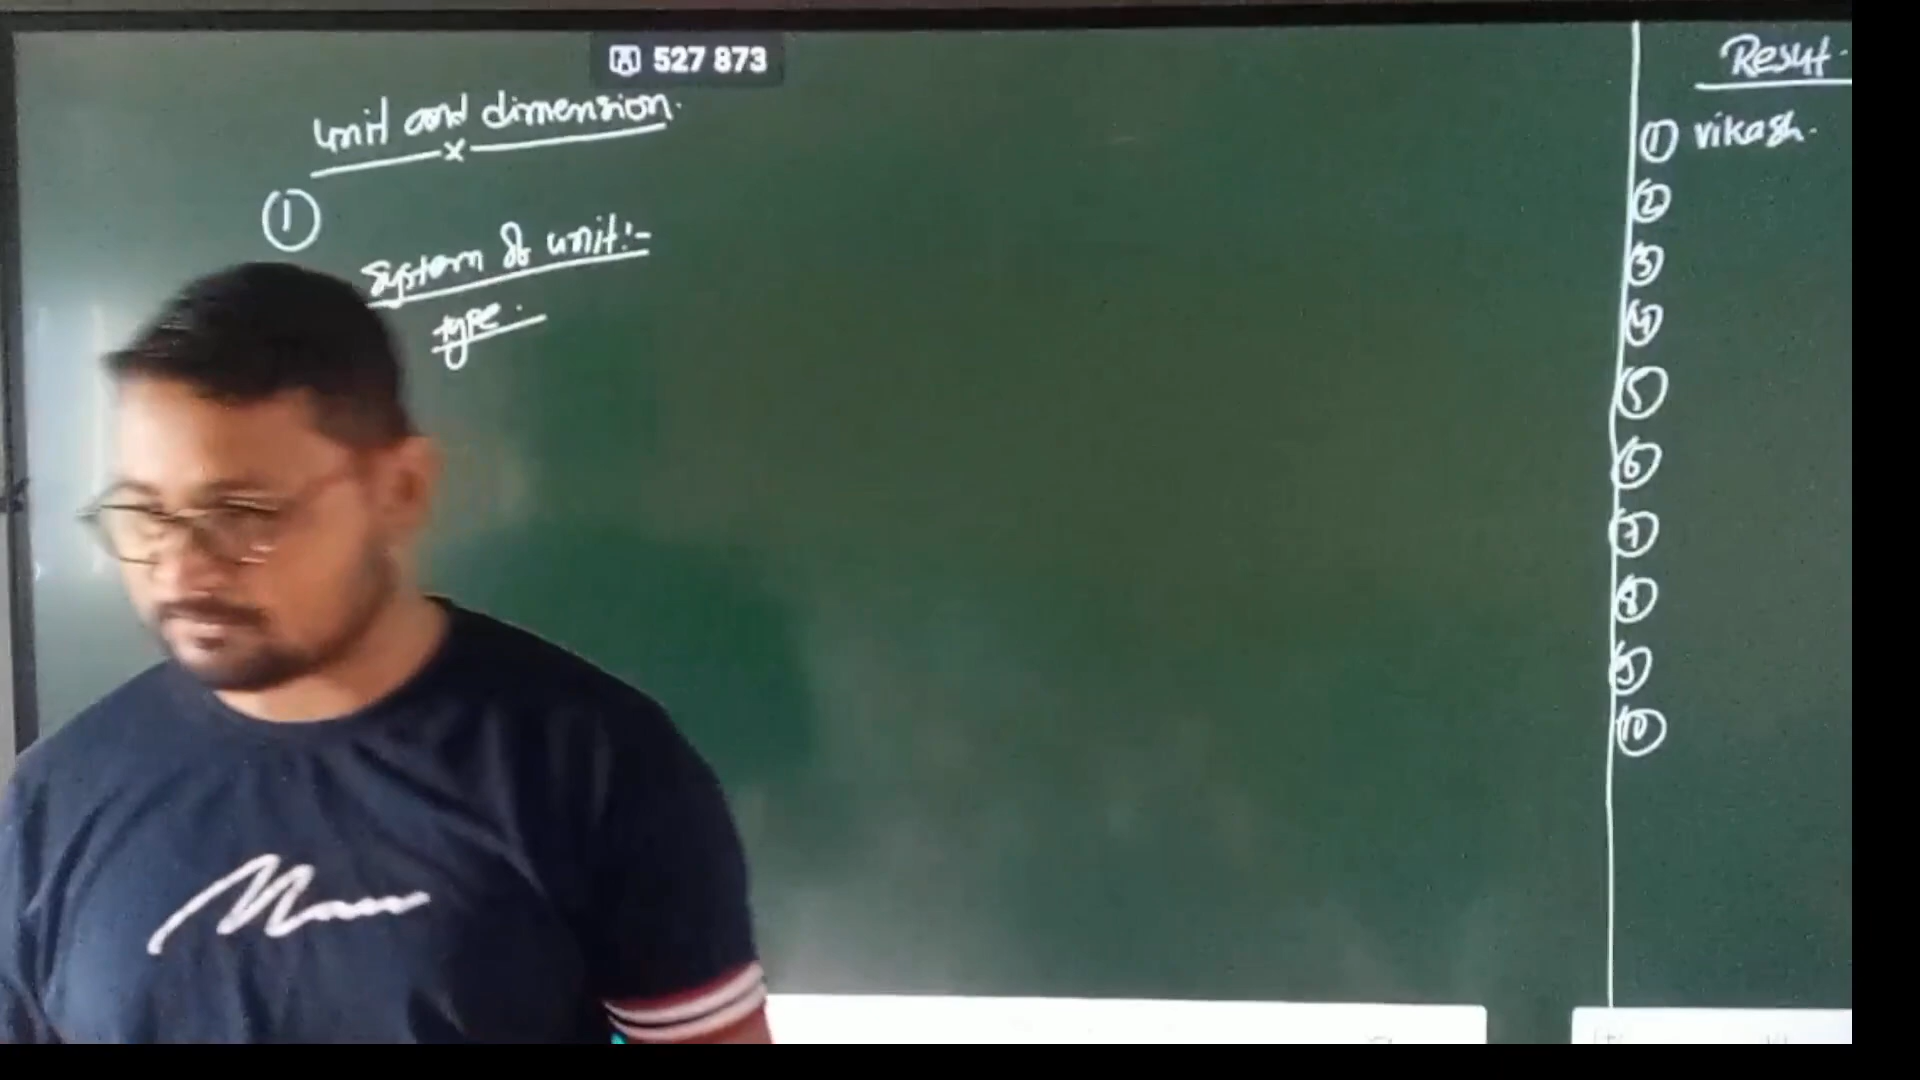 527 873
unit and dimension.
x
①
System of unit:-
type.
Result.
① vikash.
②
③
④
⑤
⑥
⑦
⑧
⑨
⑩